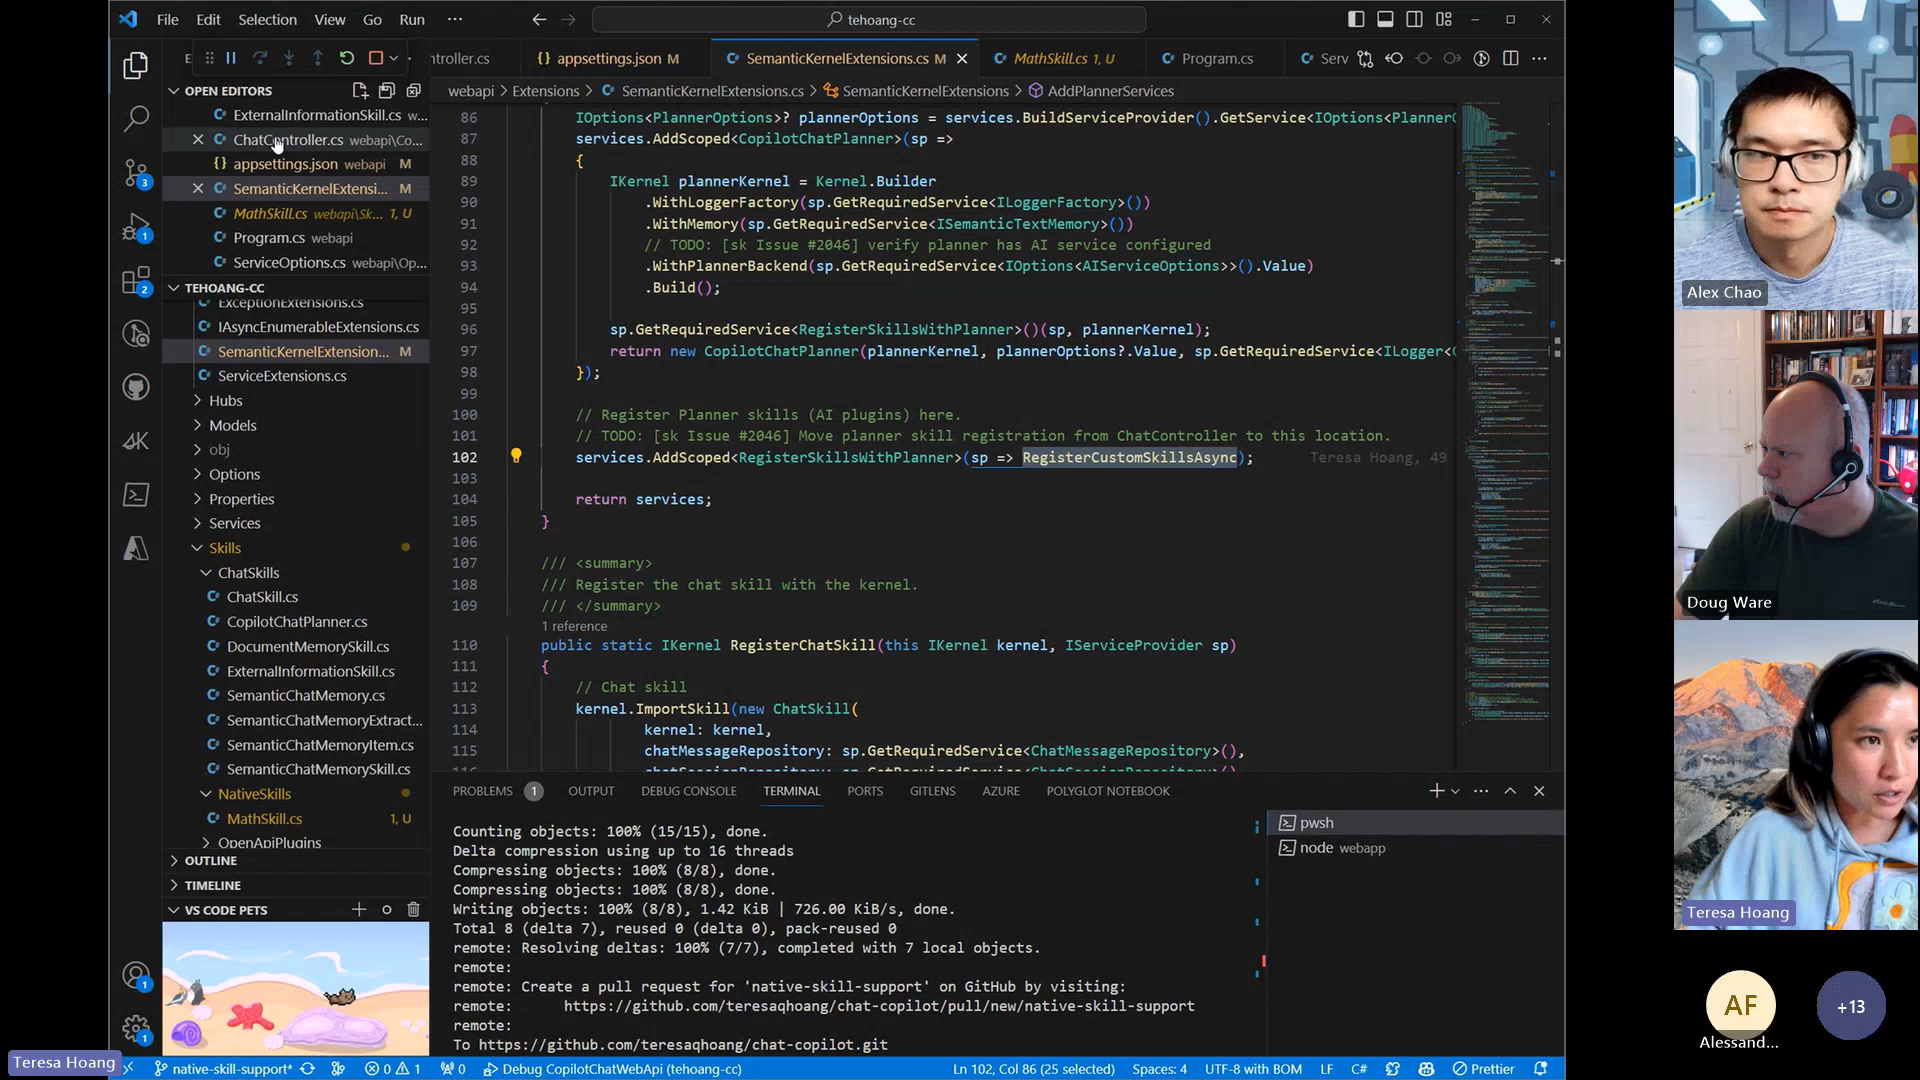 File Edit Selection View Go Run ···
tehoang-cc
ntroller.cs
appsettings.json M
SemanticKernelExtensions.cs M
MathSkill.cs 1, U
Program.cs
Serv
OPEN EDITORS
ExternalInformationSkill.cs w...
ChatController.cs webapi\Co...
appsettings.json webapi M
SemanticKernelExtensi... M
MathSkill.cs webapi\Sk... 1, U
Program.cs webapi
ServiceOptions.cs webapi\Op...
TEHOANG-CC
ExceptionExtensions.cs
IAsyncEnumerableExtensions.cs
SemanticKernelExtension... M
ServiceExtensions.cs
Hubs
Models
obj
Options
Properties
Services
Skills
ChatSkills
ChatSkill.cs
CopilotChatPlanner.cs
DocumentMemorySkill.cs
ExternalInformationSkill.cs
SemanticChatMemory.cs
SemanticChatMemoryExtract...
SemanticChatMemoryItem.cs
SemanticChatMemorySkill.cs
NativeSkills
MathSkill.cs 1, U
OpenApiPlugins
OUTLINE
TIMELINE
VS CODE PETS
webapi > Extensions > SemanticKernelExtensions.cs > SemanticKernelExtensions > AddPlannerServices
86 IOptions<PlannerOptions>? plannerOptions = services.BuildServiceProvider().GetService<IOptions<Planner
87 services.AddScoped<CopilotChatPlanner>(sp =>
88 {
89 IKernel plannerKernel = Kernel.Builder
90 .WithLoggerFactory(sp.GetRequiredService<ILoggerFactory>())
91 .WithMemory(sp.GetRequiredService<ISemanticTextMemory>())
92 // TODO: [sk Issue #2046] verify planner has AI service configured
93 .WithPlannerBackend(sp.GetRequiredService<IOptions<AIServiceOptions>>().Value)
94 .Build();
95
96 sp.GetRequiredService<RegisterSkillsWithPlanner>()(sp, plannerKernel);
97 return new CopilotChatPlanner(plannerKernel, plannerOptions?.Value, sp.GetRequiredService<ILogger<C
98 });
99
100 // Register Planner skills (AI plugins) here.
101 // TODO: [sk Issue #2046] Move planner skill registration from ChatController to this location.
102 services.AddScoped<RegisterSkillsWithPlanner>(sp => RegisterCustomSkillsAsync); Teresa Hoang, 49
103
104 return services;
105 }
106
107 /// <summary>
108 /// Register the chat skill with the kernel.
109 /// </summary>
1 reference
110 public static IKernel RegisterChatSkill(this IKernel kernel, IServiceProvider sp)
111 {
112 // Chat skill
113 kernel.ImportSkill(new ChatSkill(
114 kernel: kernel,
115 chatMessageRepository: sp.GetRequiredService<ChatMessageRepository>(),
116 chatSessionRepository: sp.GetRequiredService<ChatSessionRepository>()
PROBLEMS 1 OUTPUT DEBUG CONSOLE TERMINAL PORTS GITLENS AZURE POLYGLOT NOTEBOOK
Counting objects: 100% (15/15), done.
Delta compression using up to 16 threads
Compressing objects: 100% (8/8), done.
Compressing objects: 100% (8/8), done.
Writing objects: 100% (8/8), 1.42 KiB | 726.00 KiB/s, done.
Total 8 (delta 7), reused 0 (delta 0), pack-reused 0
remote: Resolving deltas: 100% (7/7), completed with 7 local objects.
remote:
remote: Create a pull request for 'native-skill-support' on GitHub by visiting:
remote: https://github.com/teresaqhoang/chat-copilot/pull/new/native-skill-support
remote:
To https://github.com/teresaqhoang/chat-copilot.git
pwsh
node webapp
native-skill-support* 0 1 0 Debug CopilotChatWebApi (tehoang-cc)
Ln 102, Col 86 (25 selected) Spaces: 4 UTF-8 with BOM LF C# Prettier
Teresa Hoang
Alex Chao
Doug Ware
Teresa Hoang
AF
Alessand...
+13